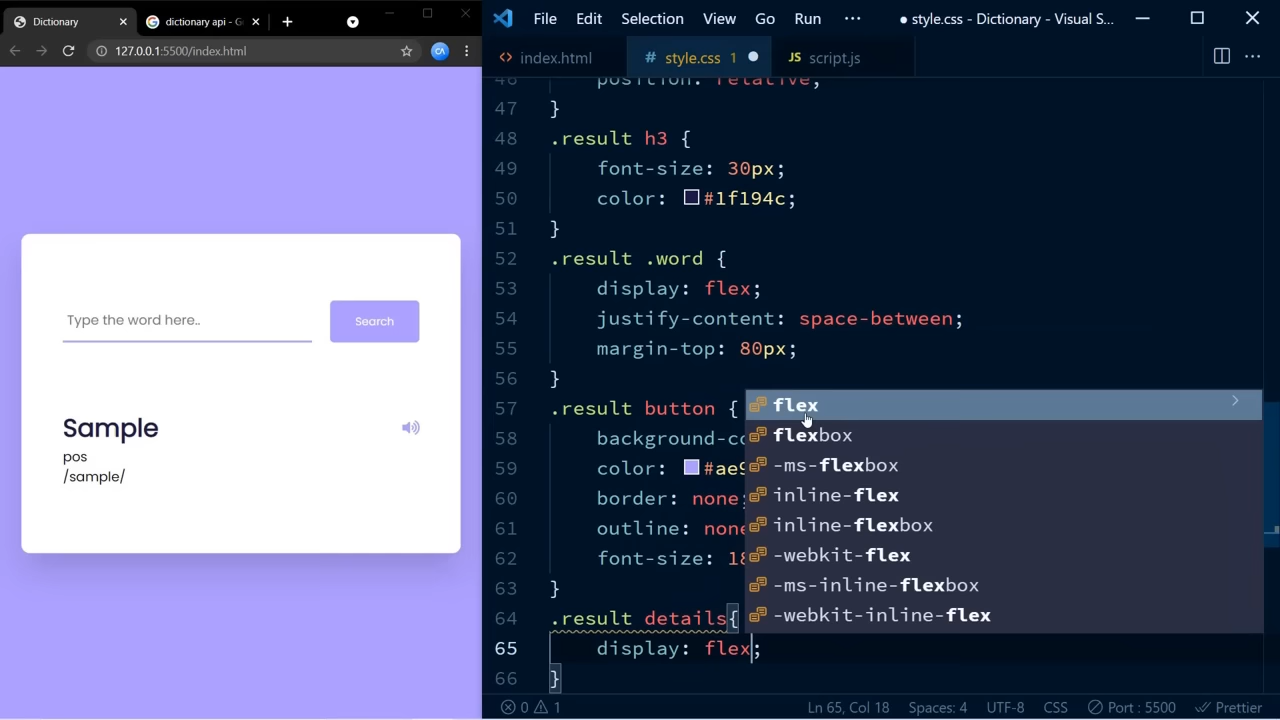 Dictionary
dictionary api - G
127.0.0.1:5500/index.html
CA
Type the word here..
Search
Sample
pos
/sample/
File Edit Selection View Go Run ···
● style.css - Dictionary - Visual S...
<> index.html
# style.css 1 ●
JS script.js
46 position: relative;
47 }
48 .result h3 {
49 font-size: 30px;
50 color: #1f194c;
51 }
52 .result .word {
53 display: flex;
54 justify-content: space-between;
55 margin-top: 80px;
56 }
57 .result button {
58 background-co
59 color: #ae9
60 border: none;
61 outline: none
62 font-size: 18
63 }
64 .result details{
65 display: flex;
66 }
flex
flexbox
-ms-flexbox
inline-flex
inline-flexbox
-webkit-flex
-ms-inline-flexbox
-webkit-inline-flex
0 1 Ln 65, Col 18 Spaces: 4 UTF-8 CSS Port : 5500 Prettier